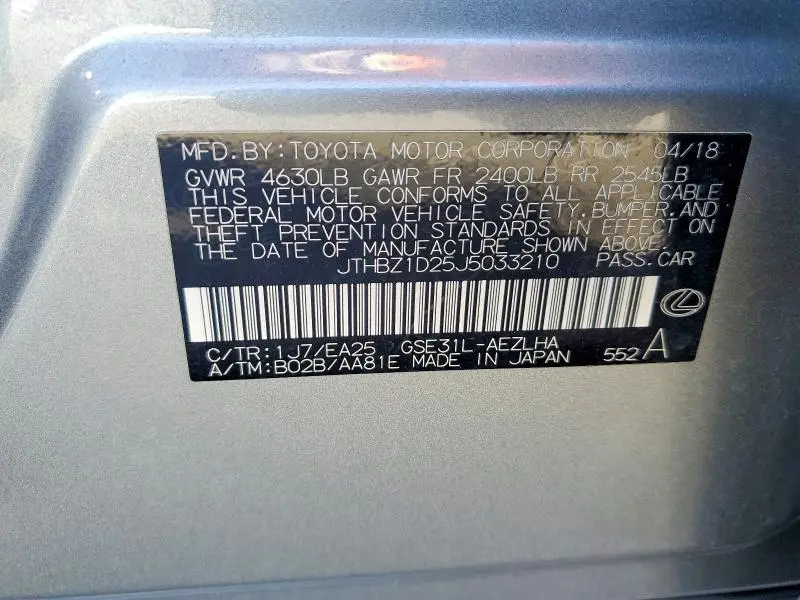 MFD.BY:TOYOTA MOTOR CORPORATION 04/18
GVWR 4630LB GAWR FR 2400LB RR 2545LB
THIS VEHICLE CONFORMS TO ALL APPLICABLE
FEDERAL MOTOR VEHICLE SAFETY,BUMPER,AND
THEFT PREVENTION STANDARDS IN EFFECT ON
THE DATE OF MANUFACTURE SHOWN ABOVE.
JTHBZ1D25J5033210 PASS.CAR
C/TR:1J7/EA25 GSE31L-AEZLHA
A/TM:B02B/AA81E MADE IN JAPAN 552 A